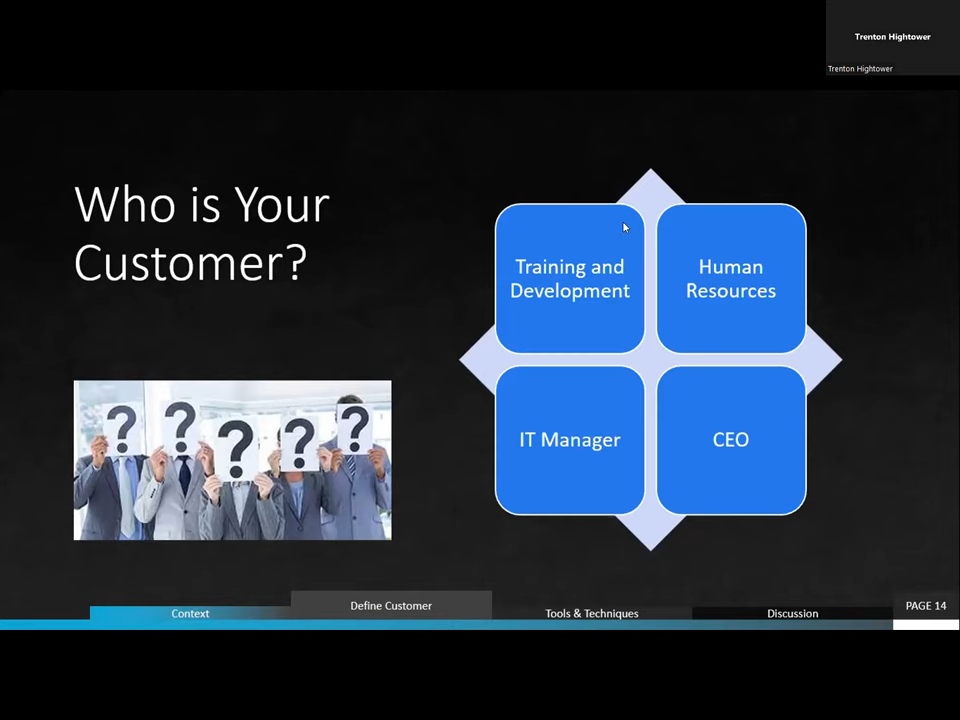 Trenton Hightower
Trenton Hightower
Who is Your
Customer?
Training and
Development
Human
Resources
IT Manager
CEO
? ? ? ? ?
Context
Define Customer
Tools & Techniques
Discussion
PAGE 14